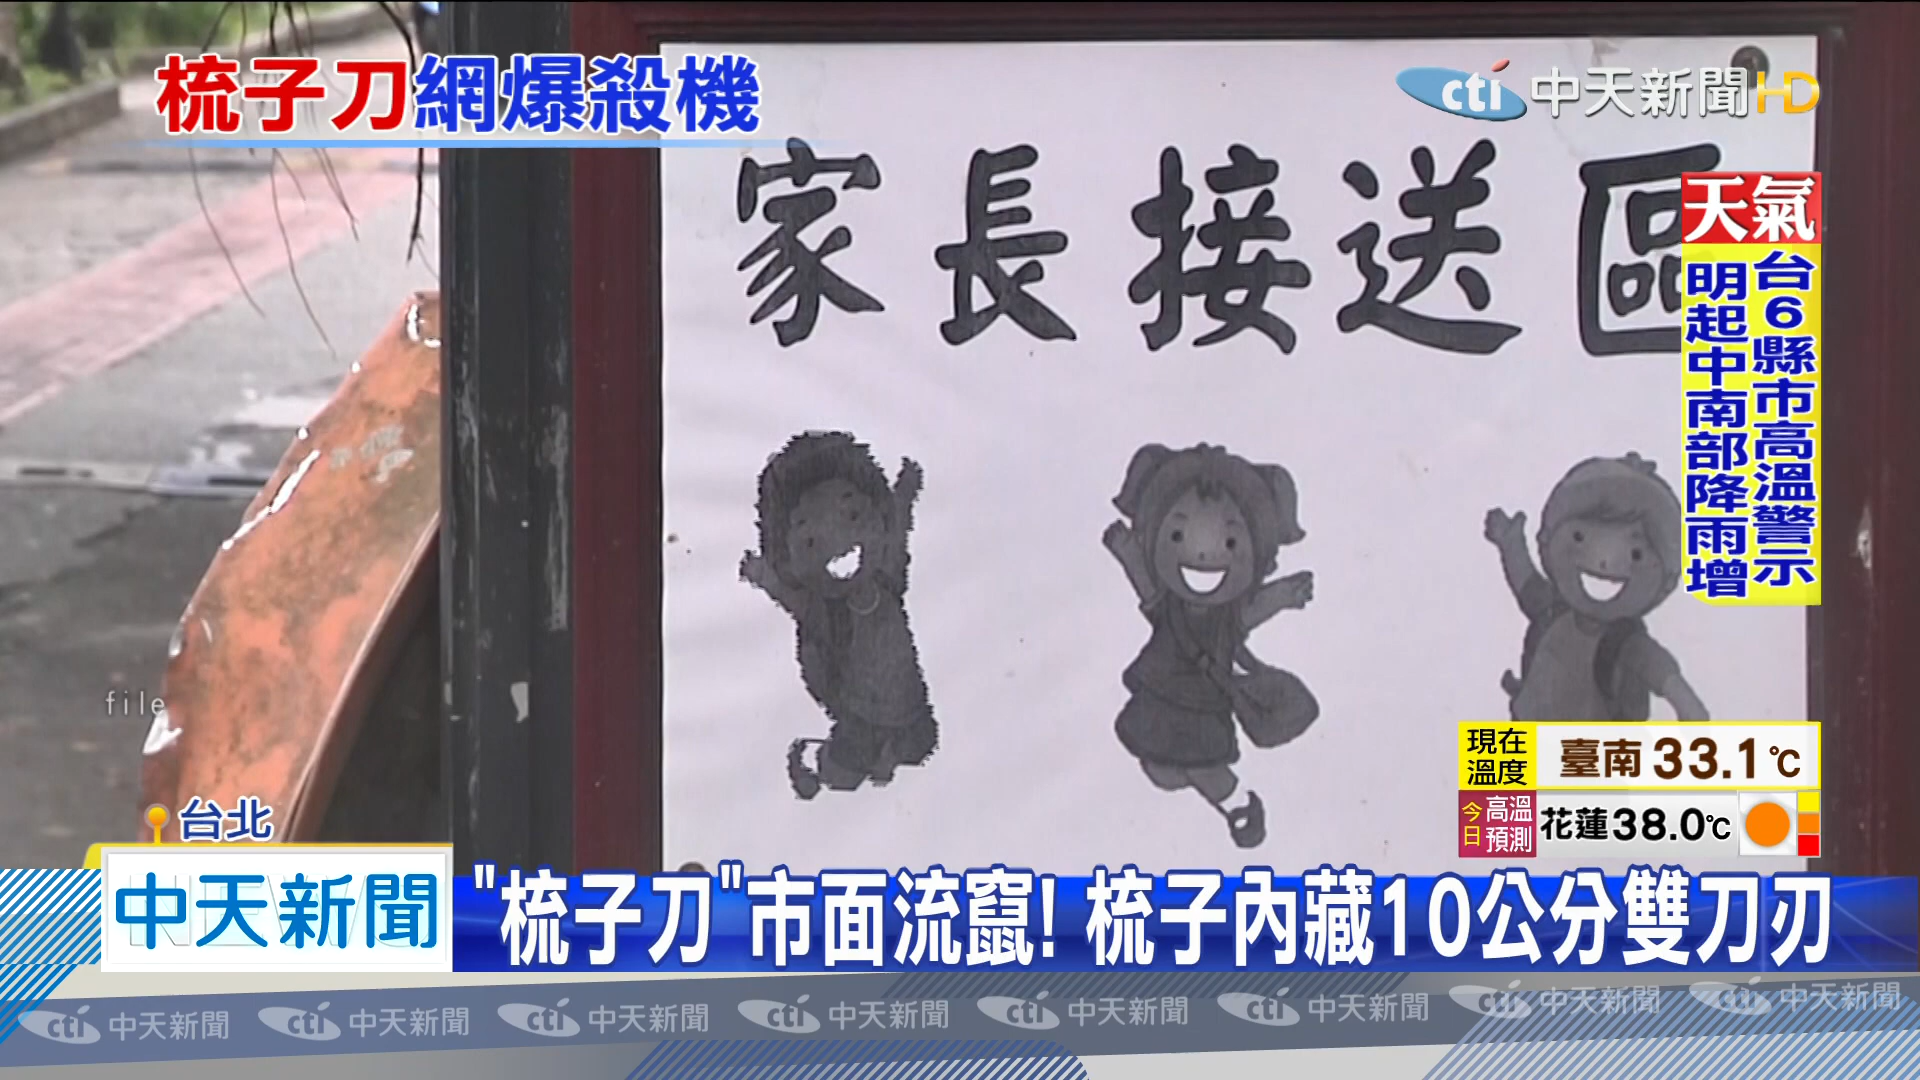 梳子刀網爆殺機
cti 中天新聞HD
家長接送區
天氣
台6縣市高溫警示
明起中南部降雨增
file
現在溫度
臺南33.1℃
今日高溫預測
花蓮38.0℃
台北
中天新聞
"梳子刀"市面流竄! 梳子內藏10公分雙刀刃
cti 中天新聞 cti 中天新聞 cti 中天新聞 cti 中天新聞 cti 中天新聞 cti 中天新聞 cti 中天新聞 cti 中天新聞